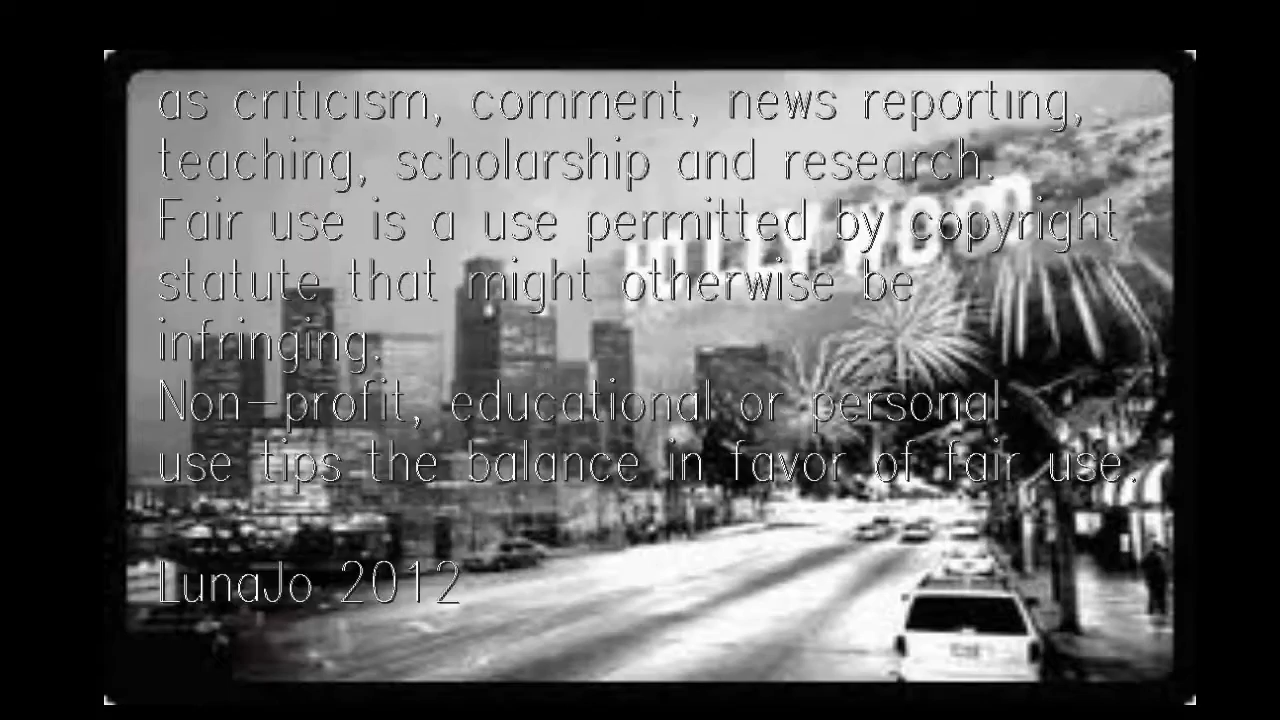 as criticism, comment, news reporting,
teaching, scholarship and research.
Fair use is a use permitted by copyright
statute that might otherwise be
infringing.
Non-profit, educational or personal
use tips the balance in favor of fair use.
LunaJo 2012
HOLLYWOOD